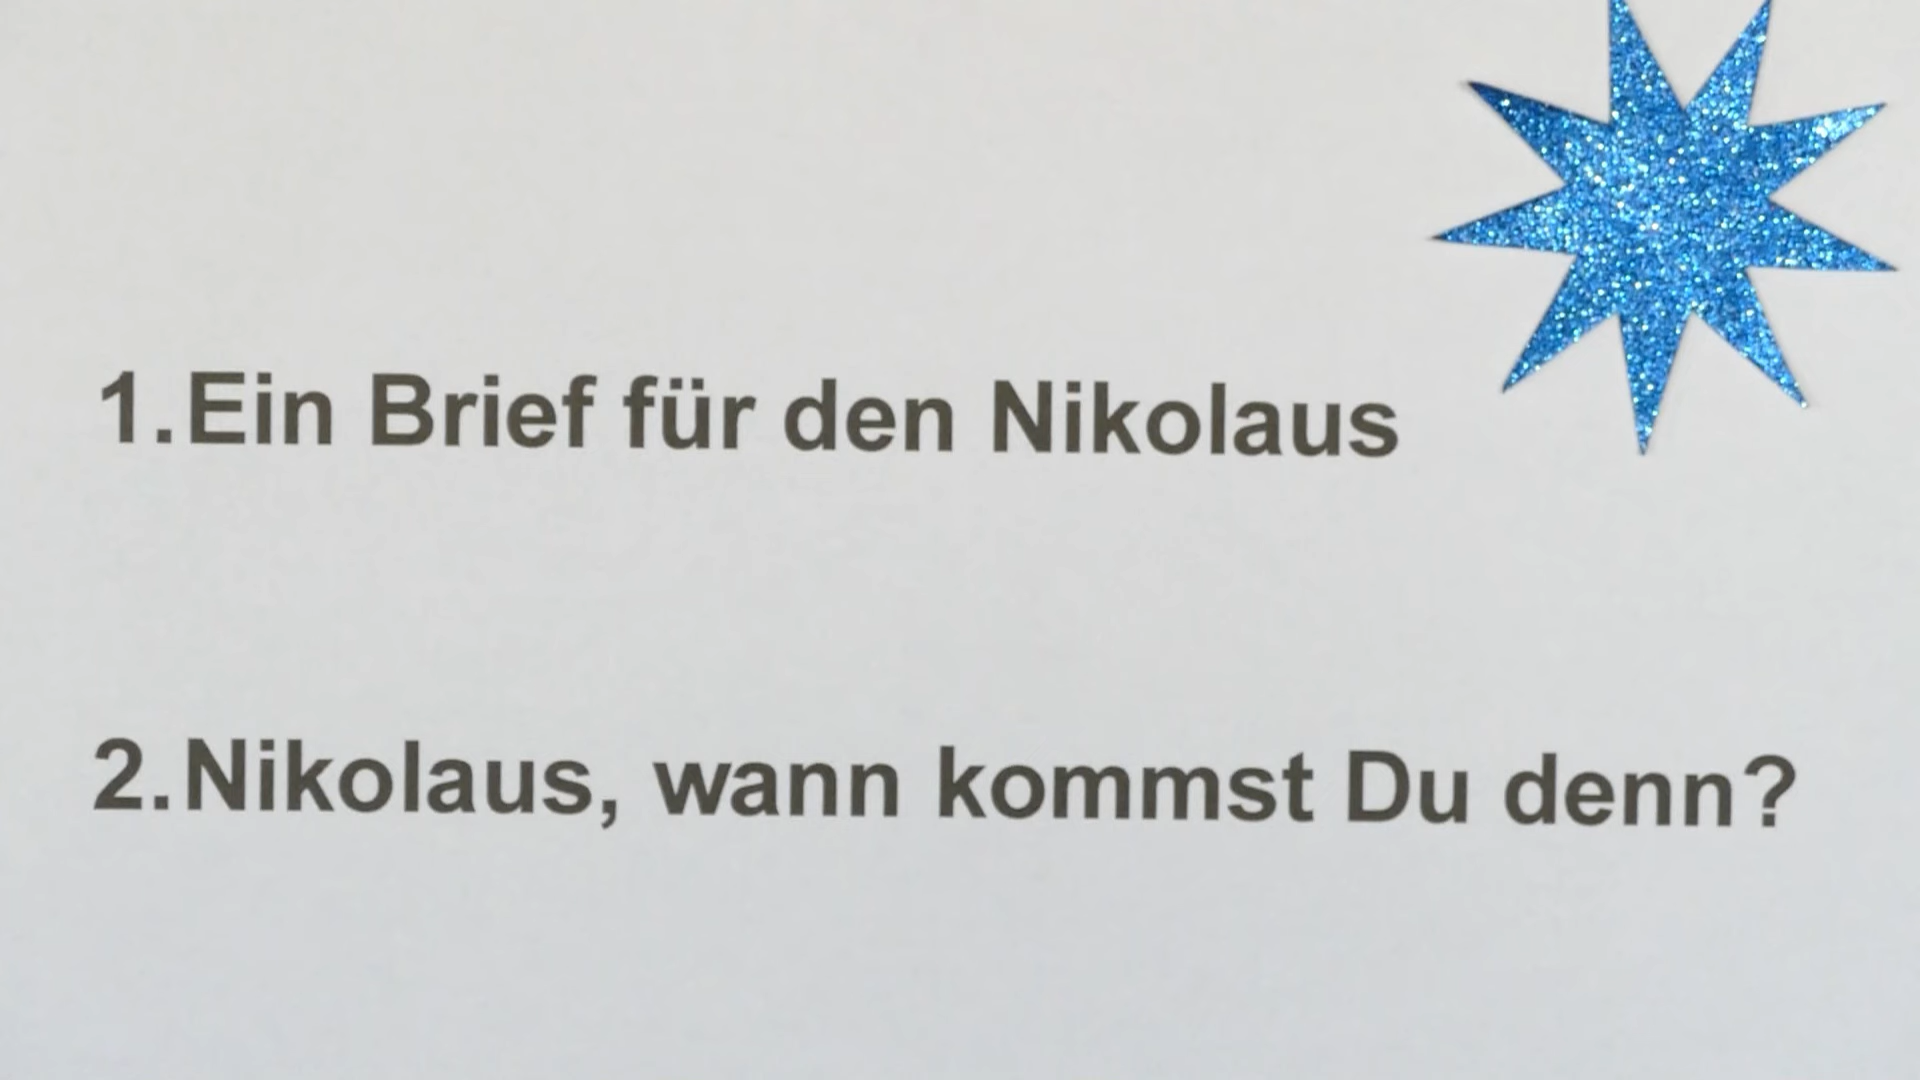 1.Ein Brief für den Nikolaus
2.Nikolaus, wann kommst Du denn?